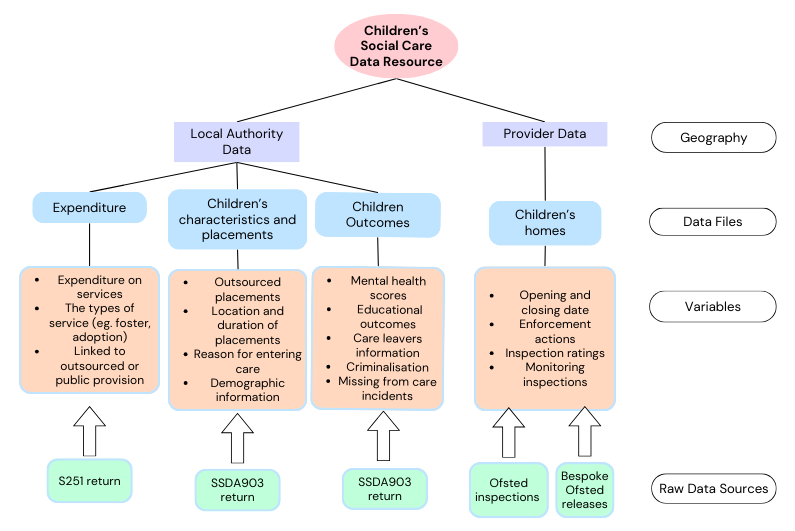 Children's
Social Care
Data Resource
Local Authority
Data
Provider Data
Geography
Expenditure
Children's
characteristics and
placements
Children
Outcomes
Children's
homes
Data Files
• Expenditure on
services
• The types of
service (eg. foster,
adoption)
• Linked to
outsourced or
public provision
• Outsourced
placements
• Location and
duration of
placements
• Reason for entering
care
• Demographic
information
• Mental health
scores
• Educational
outcomes
• Care leavers
information
• Criminalisation
• Missing from care
incidents
• Opening and
closing date
• Enforcement
actions
• Inspection ratings
• Monitoring
inspections
Variables
S251 return
SSDA903
return
SSDA903
return
Ofsted
inspections
Bespoke
Ofsted
releases
Raw Data Sources